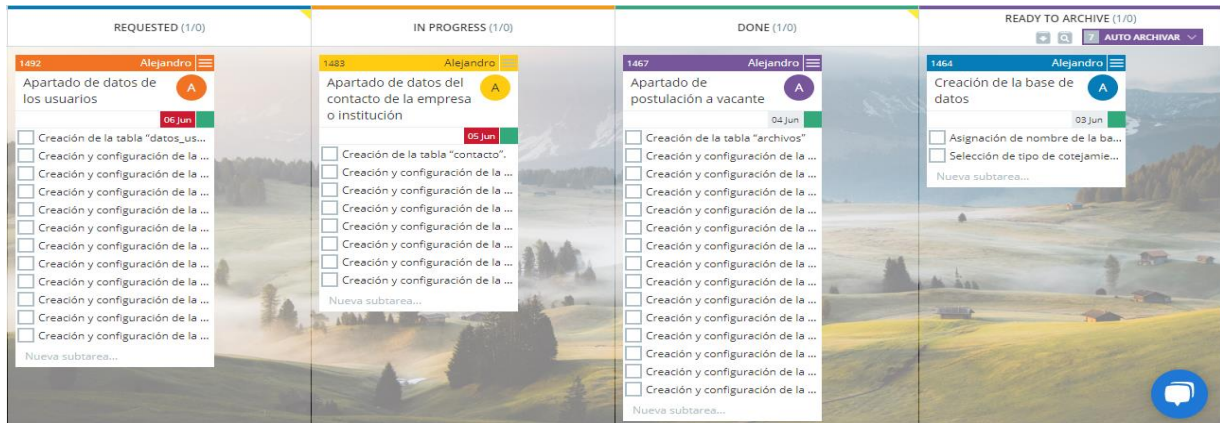 REQUESTED (1/0)
1492 Alejandro
Apartado de datos de
los usuarios
A
06 Jun
Creación de la tabla "datos_us...
Creación y configuración de la ...
Creación y configuración de la ...
Creación y configuración de la ...
Creación y configuración de la ...
Creación y configuración de la ...
Creación y configuración de la ...
Creación y configuración de la ...
Creación y configuración de la ...
Creación y configuración de la ...
Creación y configuración de la ...
Creación y configuración de la ...
Nueva subtarea...
IN PROGRESS (1/0)
1483 Alejandro
Apartado de datos del
contacto de la empresa
o institución
A
05 Jun
Creación de la tabla "contacto".
Creación y configuración de la ...
Creación y configuración de la ...
Creación y configuración de la ...
Creación y configuración de la ...
Creación y configuración de la ...
Creación y configuración de la ...
Creación y configuración de la ...
Nueva subtarea...
DONE (1/0)
1467 Alejandro
Apartado de
postulación a vacante
A
04 Jun
Creación de la tabla "archivos"
Creación y configuración de la ...
Creación y configuración de la ...
Creación y configuración de la ...
Creación y configuración de la ...
Creación y configuración de la ...
Creación y configuración de la ...
Creación y configuración de la ...
Creación y configuración de la ...
Creación y configuración de la ...
Creación y configuración de la ...
Creación y configuración de la ...
Creación y configuración de la ...
Creación y configuración de la ...
Creación y configuración de la ...
Nueva subtarea...
READY TO ARCHIVE (1/0)
7 AUTO ARCHIVAR
1464 Alejandro
Creación de la base de
datos
A
03 Jun
Asignación de nombre de la ba...
Selección de tipo de cotejamie...
Nueva subtarea...